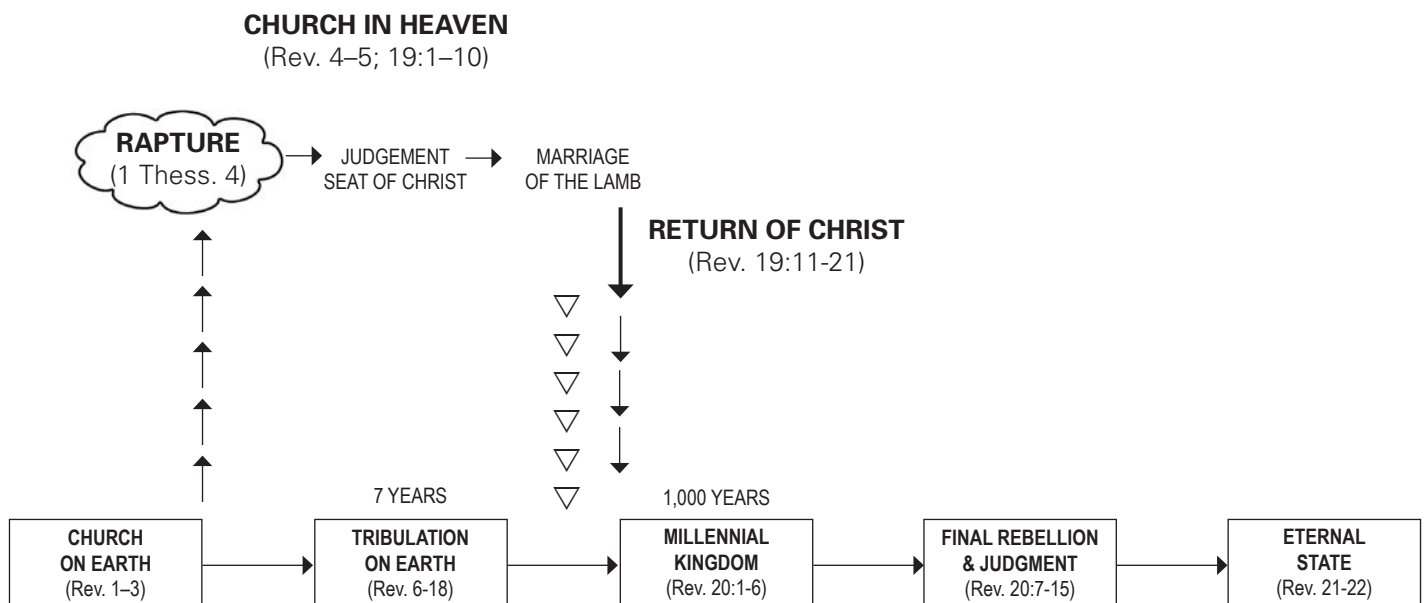 CHURCH IN HEAVEN
(Rev. 4–5; 19:1–10)
RAPTURE
(1 Thess. 4)
JUDGEMENT
SEAT OF CHRIST
MARRIAGE
OF THE LAMB
RETURN OF CHRIST
(Rev. 19:11-21)
7 YEARS
1,000 YEARS
CHURCH
ON EARTH
(Rev. 1–3)
TRIBULATION
ON EARTH
(Rev. 6-18)
MILLENNIAL
KINGDOM
(Rev. 20:1-6)
FINAL REBELLION
& JUDGMENT
(Rev. 20:7-15)
ETERNAL
STATE
(Rev. 21-22)